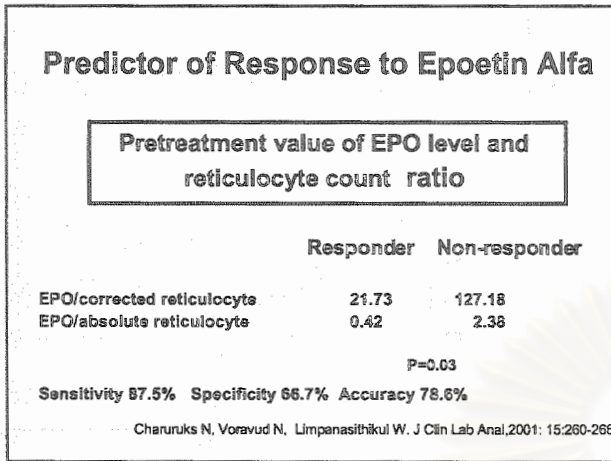 Predictor of Response to Epoetin Alfa
Pretreatment value of EPO level and
reticulocyte count ratio
Responder Non-responder
EPO/corrected reticulocyte 21.73 127.18
EPO/absolute reticulocyte 0.42 2.38
P=0.03
Sensitivity 87.5% Specificity 66.7% Accuracy 78.6%
Charuruks N, Voravud N, Limpanasithikul W. J Clin Lab Anal,2001: 15:260-266